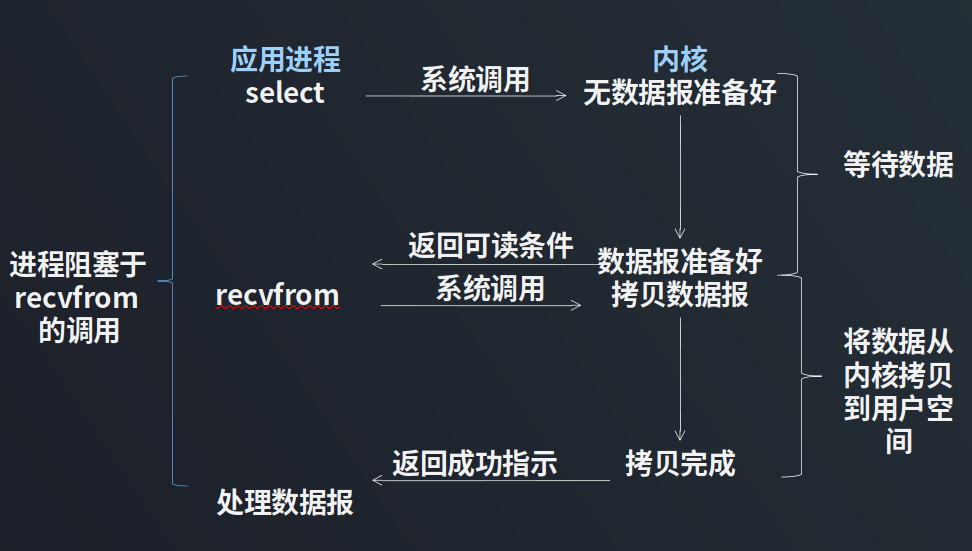 应用进程
内核
select
系统调用
无数据报准备好
等待数据
返回可读条件
数据报准备好
进程阻塞于
recvfrom
的调用
recvfrom
系统调用
拷贝数据报
将数据从
内核拷贝
到用户空
间
返回成功指示
拷贝完成
处理数据报